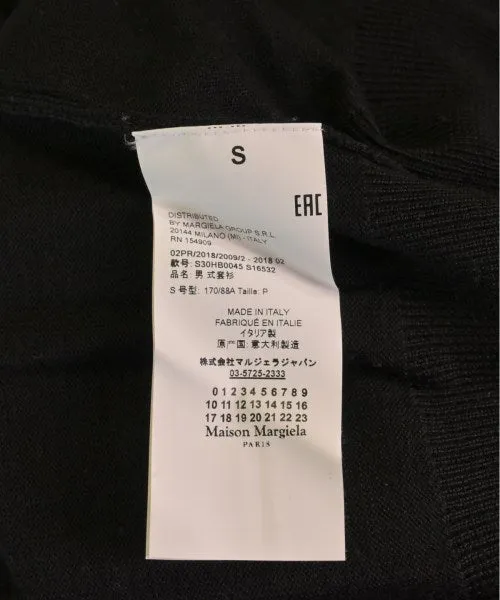 S
EAC
DISTRIBUTED
BY MARGIELA GROUP S.R.L.
20144 MILANO (MI) - ITALY
RN 154909
02PR/2018/2009/2 - 2018 02
款号: S30HB0045 S16532
品名: 男式套衫
S 号型: 170/88A Taille: P
MADE IN ITALY
FABRIQUÉ EN ITALIE
イタリア製
原产国: 意大利製造
株式会社マルジェラジャパン
03-5725-2333
0 1 2 3 4 5 6 7 8 9
10 11 12 13 14 15 16
17 18 19 20 21 22 23
Maison Margiela
PARIS